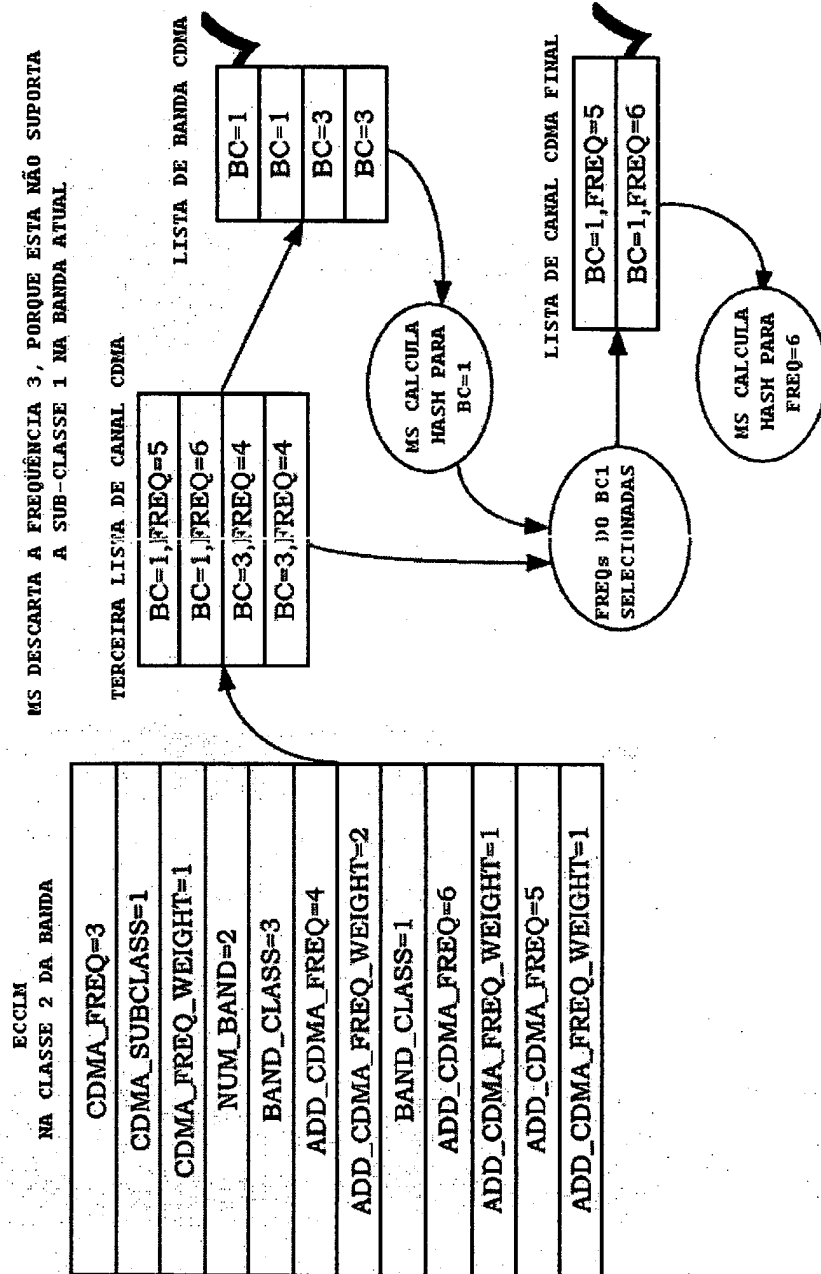 MS DESCARTA A FREQÜÊNCIA 3, PORQUE ESTA NÃO SUPORTA
A SUB-CLASSE 1 NA BANDA ATUAL
ECCLM
NA CLASSE 2 DA BANDA
CDMA_FREQ=3
CDMA_SUBCLASS=1
CDMA_FREQ_WEIGHT=1
NUM_BAND=2
BAND_CLASS=3
ADD_CDMA_FREQ=4
ADD_CDMA_FREQ_WEIGHT=2
BAND_CLASS=1
ADD_CDMA_FREQ=6
ADD_CDMA_FREQ_WEIGHT=1
ADD_CDMA_FREQ=5
ADD_CDMA_FREQ_WEIGHT=1
TERCEIRA LISTA DE CANAL CDMA
BC=1,FREQ=5
BC=1,FREQ=6
BC=3,FREQ=4
BC=3,FREQ=4
LISTA DE BANDA CDMA
BC=1
BC=1
BC=3
BC=3
MS CALCULA
HASH PARA
BC=1
FREQs DO BC1
SELECIONADAS
LISTA DE CANAL CDMA FINAL
BC=1,FREQ=5
BC=1,FREQ=6
MS CALCULA
HASH PARA
FREQ=6